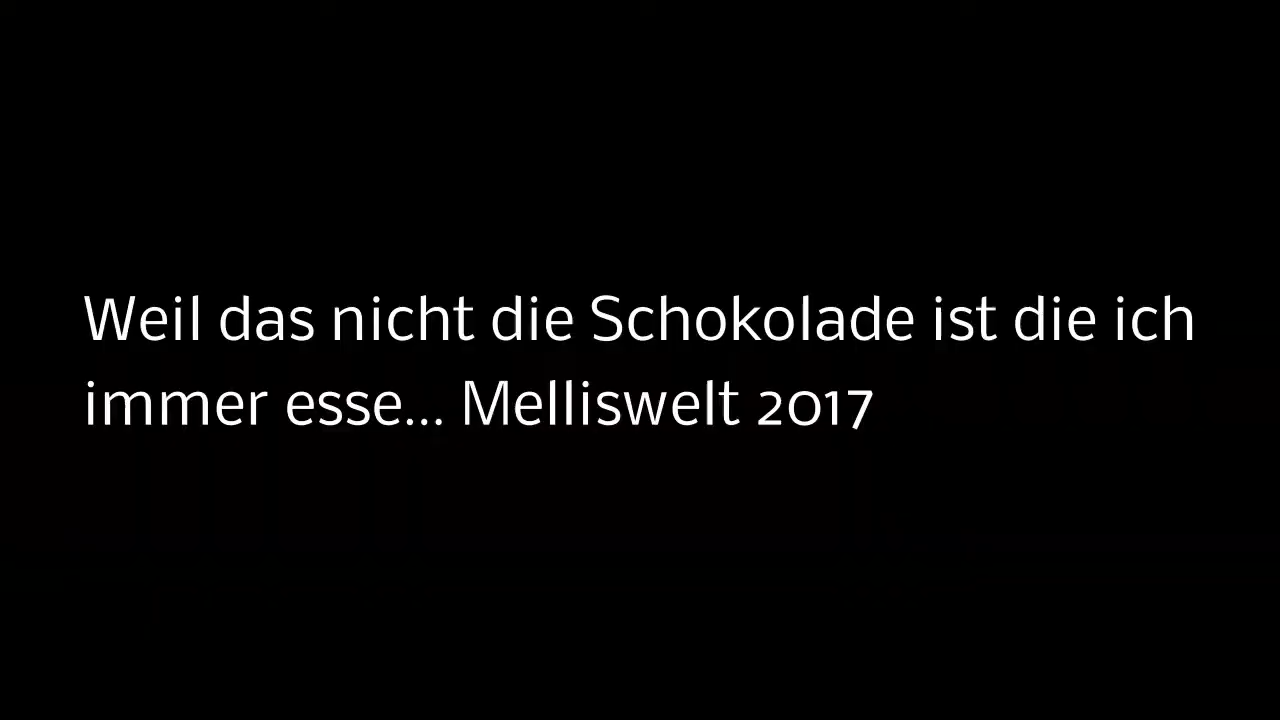 Weil das nicht die Schokolade ist die ich
immer esse... Melliswelt 2017